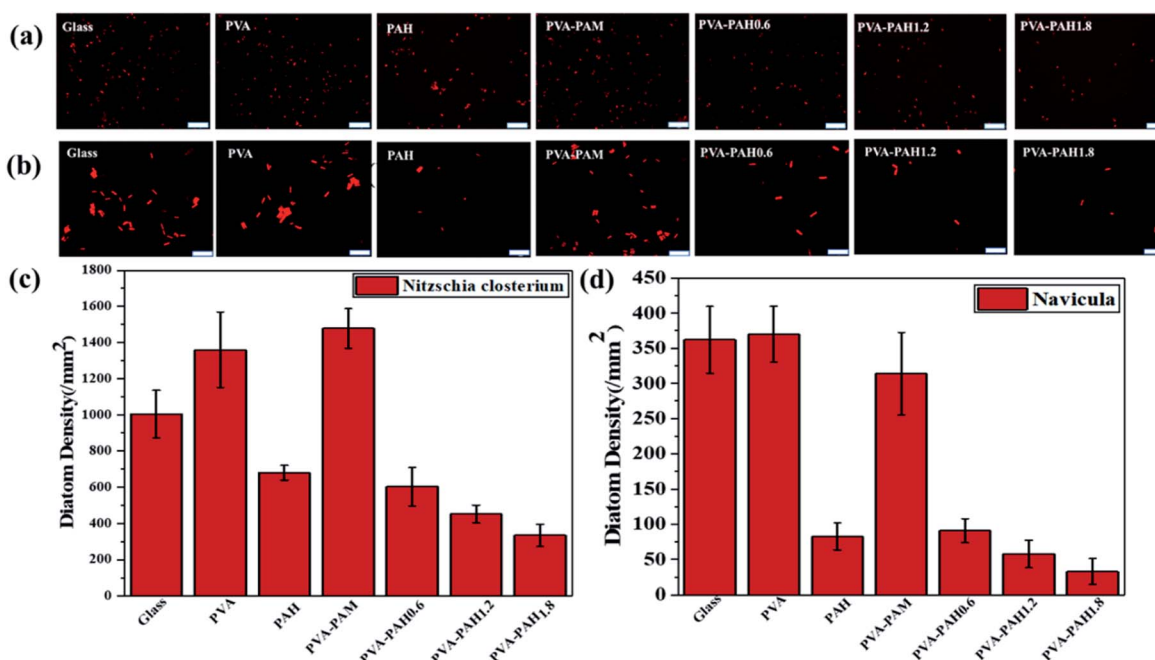 (a)
Glass PVA PAH PVA-PAM PVA-PAH0.6 PVA-PAH1.2 PVA-PAH1.8
(b)
Glass PVA PAH PVA-PAM PVA-PAH0.6 PVA-PAH1.2 PVA-PAH1.8
(c)
Nitzschia closterium
Diatom Density(/mm²)
1800
1600
1400
1200
1000
800
600
400
200
0
Glass PVA PAH PVA-PAM PVA-PAH0.6 PVA-PAH1.2 PVA-PAH1.8
(d)
Navicula
Diatom Density(/mm²)
450
400
350
300
250
200
150
100
50
0
Glass PVA PAH PVA-PAM PVA-PAH0.6 PVA-PAH1.2 PVA-PAH1.8